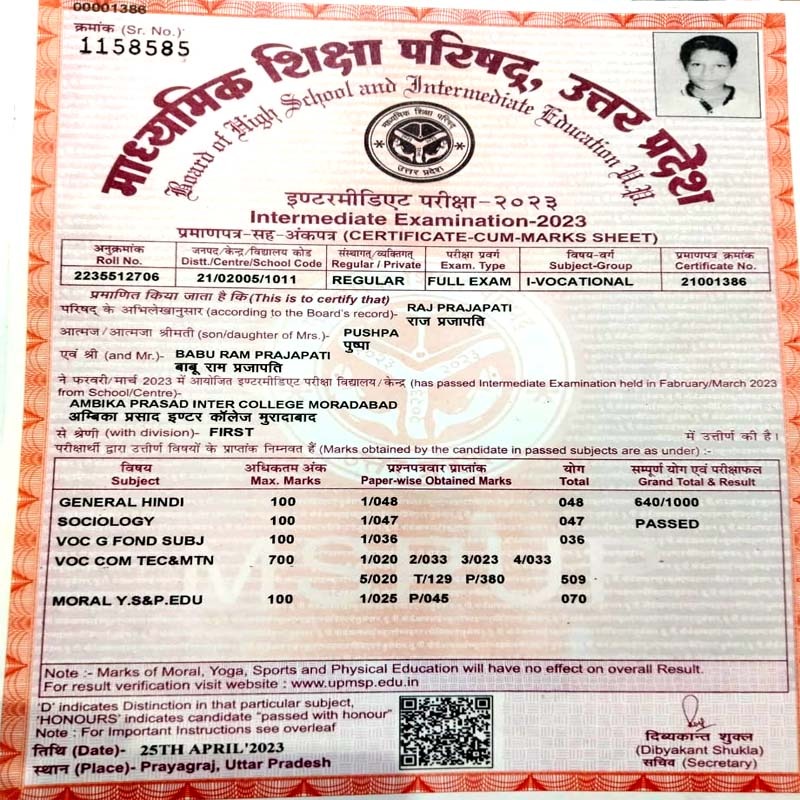 00001386
क्रमांक (Sr. No.)
1158585
माध्यमिक शिक्षा परिषद्, उत्तर प्रदेश
Board of High School and Intermediate Education U.P.
माध्यमिक शिक्षा परिषद्
उत्तर प्रदेश
इण्टरमीडिएट परीक्षा-२०२३
Intermediate Examination-2023
प्रमाणपत्र-सह-अंकपत्र (CERTIFICATE-CUM-MARKS SHEET)
अनुक्रमांक जनपद/केन्द्र/विद्यालय कोड संस्थागत/व्यक्तिगत परीक्षा प्रवर्ग विषय-वर्ग प्रमाणपत्र क्रमांक
Roll No. Distt./Centre/School Code Regular / Private Exam. Type Subject-Group Certificate No.
2235512706 21/02005/1011 REGULAR FULL EXAM I-VOCATIONAL 21001386
प्रमाणित किया जाता है कि (This is to certify that)
परिषद् के अभिलेखानुसार (according to the Board's record)- RAJ PRAJAPATI
राज प्रजापति
आत्मज/आत्मजा श्रीमती (son/daughter of Mrs.)- PUSHPA
पुष्पा
एवं श्री (and Mr.)- BABU RAM PRAJAPATI
बाबू राम प्रजापति
ने फरवरी/मार्च 2023 में आयोजित इण्टरमीडिएट परीक्षा विद्यालय/केन्द्र (has passed Intermediate Examination held in Fabruary/March 2023
from School/Centre)-
AMBIKA PRASAD INTER COLLEGE MORADABAD
अम्बिका प्रसाद इण्टर कॉलेज मुरादाबाद
से श्रेणी (with division)- FIRST में उत्तीर्ण की है।
परीक्षार्थी द्वारा उत्तीर्ण विषयों के प्राप्तांक निम्नवत हैं (Marks obtained by the candidate in passed subjects are as under) :-
विषय अधिकतम अंक प्रश्नपत्रवार प्राप्तांक योग सम्पूर्ण योग एवं परीक्षाफल
Subject Max. Marks Paper-wise Obtained Marks Total Grand Total & Result
GENERAL HINDI 100 1/048 048 640/1000
SOCIOLOGY 100 1/047 047 PASSED
VOC G FOND SUBJ 100 1/036 036
VOC COM TEC&MTN 700 1/020 2/033 3/023 4/033
5/020 T/129 P/380 509
MORAL Y.S&P.EDU 100 1/025 P/045 070
MSPUP
Note :- Marks of Moral, Yoga, Sports and Physical Education will have no effect on overall Result.
For result verification visit website : www.upmsp.edu.in
'D' indicates Distinction in that particular subject,
'HONOURS' indicates candidate "passed with honour"
Note : For Important Instructions see overleaf
तिथि (Date)- 25TH APRIL'2023
स्थान (Place)- Prayagraj, Uttar Pradesh
दिव्यकान्त शुक्ल
(Dibyakant Shukla)
सचिव (Secretary)